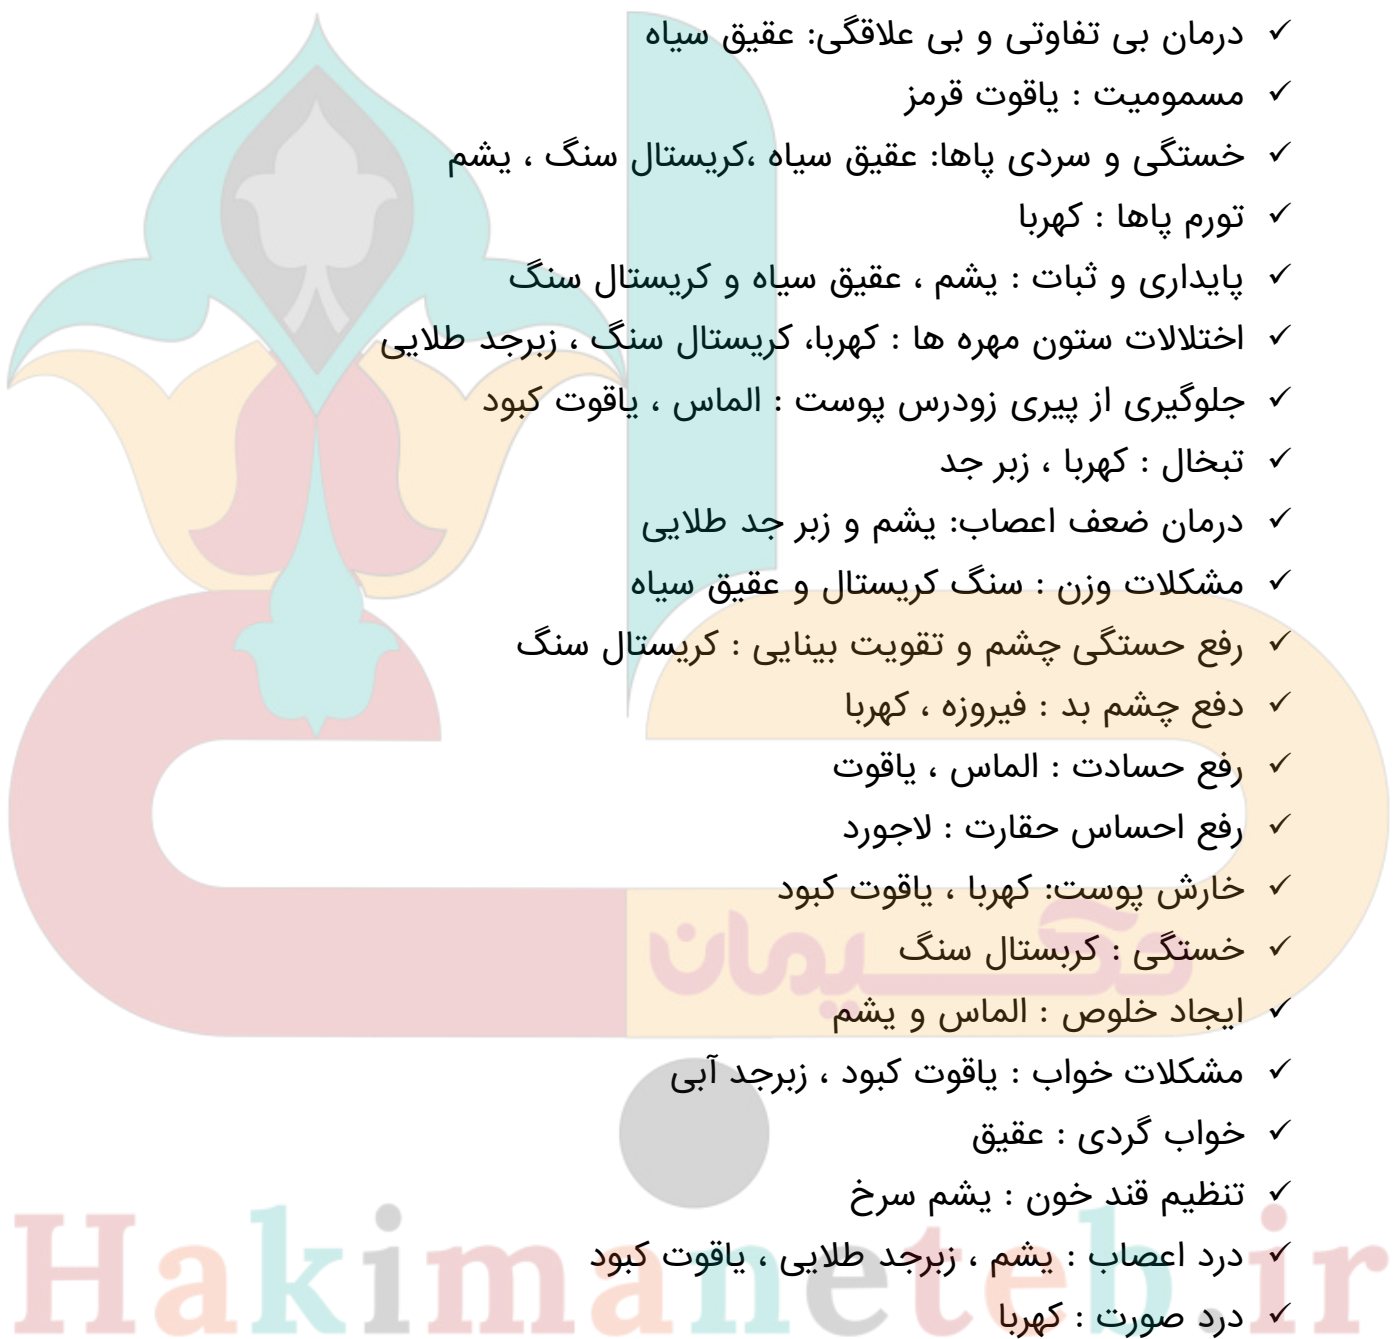 ✓ درمان بی تفاوتی و بی علاقگی: عقیق سیاه
✓ مسمومیت : یاقوت قرمز
✓ خستگی و سردی پاها: عقیق سیاه ،کریستال سنگ ، یشم
✓ تورم پاها : کهربا
✓ پایداری و ثبات : یشم ، عقیق سیاه و کریستال سنگ
✓ اختلالات ستون مهره ها : کهربا، کریستال سنگ ، زبرجد طلایی
✓ جلوگیری از پیری زودرس پوست : الماس ، یاقوت کبود
✓ تبخال : کهربا ، زبر جد
✓ درمان ضعف اعصاب: یشم و زبر جد طلایی
✓ مشکلات وزن : سنگ کریستال و عقیق سیاه
✓ رفع حستگی چشم و تقویت بینایی : کریستال سنگ
✓ دفع چشم بد : فیروزه ، کهربا
✓ رفع حسادت : الماس ، یاقوت
✓ رفع احساس حقارت : لاجورد
✓ خارش پوست: کهربا ، یاقوت کبود
✓ خستگی : کربستال سنگ
✓ ایجاد خلوص : الماس و یشم
✓ مشکلات خواب : یاقوت کبود ، زبرجد آبی
✓ خواب گردی : عقیق
✓ تنظیم قند خون : یشم سرخ
✓ درد اعصاب : یشم ، زبرجد طلایی ، یاقوت کبود
✓ درد صورت : کهربا
Hakimaneteb.ir